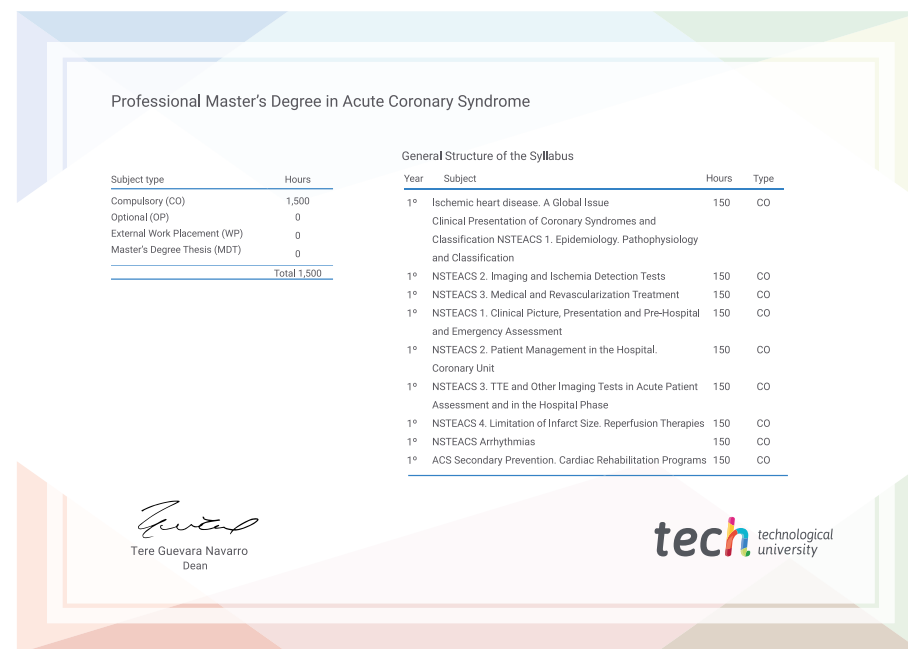 Professional Master's Degree in Acute Coronary Syndrome
Subject type Hours
Compulsory (CO) 1,500
Optional (OP) 0
External Work Placement (WP) 0
Master's Degree Thesis (MDT) 0
Total 1,500
General Structure of the Syllabus
Year Subject Hours Type
1º Ischemic heart disease. A Global Issue 150 CO
Clinical Presentation of Coronary Syndromes and
Classification NSTEACS 1. Epidemiology. Pathophysiology
and Classification
1º NSTEACS 2. Imaging and Ischemia Detection Tests 150 CO
1º NSTEACS 3. Medical and Revascularization Treatment 150 CO
1º NSTEACS 1. Clinical Picture, Presentation and Pre-Hospital 150 CO
and Emergency Assessment
1º NSTEACS 2. Patient Management in the Hospital. 150 CO
Coronary Unit
1º NSTEACS 3. TTE and Other Imaging Tests in Acute Patient 150 CO
Assessment and in the Hospital Phase
1º NSTEACS 4. Limitation of Infarct Size. Reperfusion Therapies 150 CO
1º NSTEACS Arrhythmias 150 CO
1º ACS Secondary Prevention. Cardiac Rehabilitation Programs 150 CO
Tere Guevara Navarro
Dean
tech technological
university